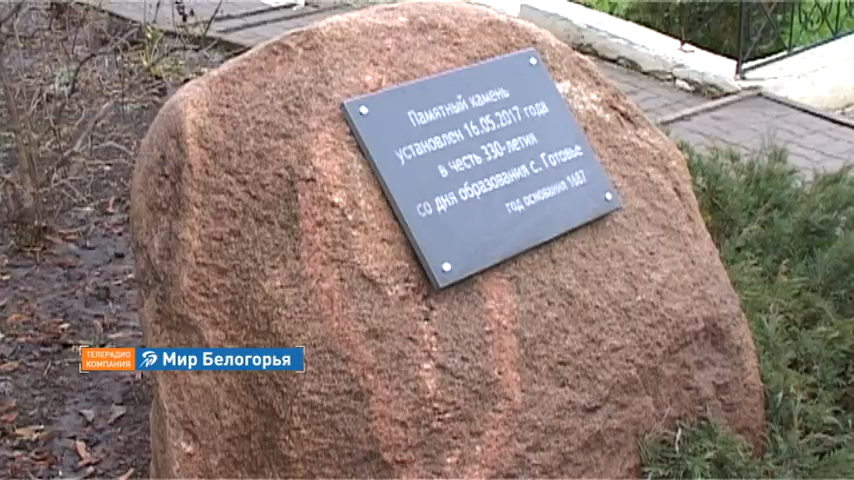 Памятный камень
установлен 16.05.2017 года
в честь 330-летия
со дня образования с. Готовье
год основания 1687
ТЕЛЕРАДИО
КОМПАНИЯ
Мир Белогорья